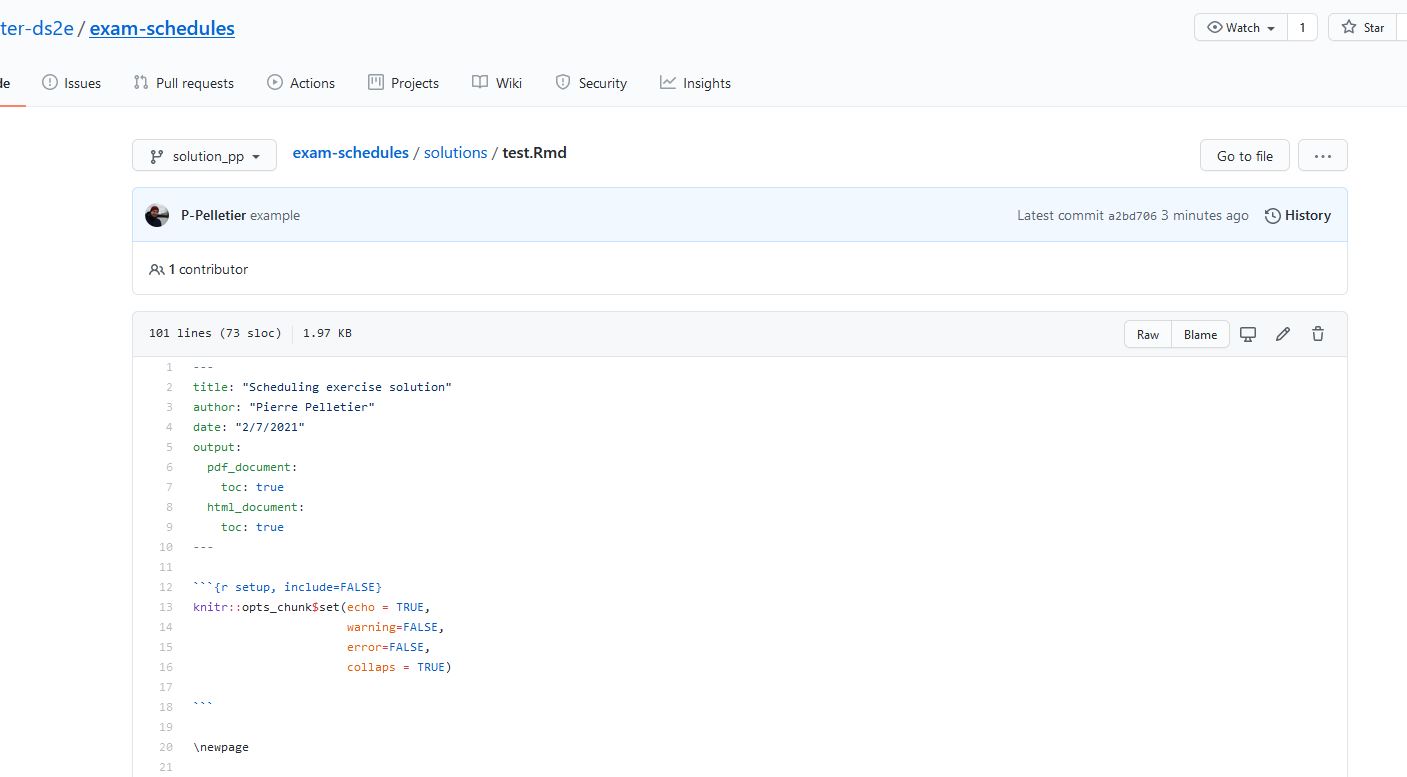 ter-ds2e / exam-schedules
Watch 1 Star
Issues Pull requests Actions Projects Wiki Security Insights
solution_pp exam-schedules / solutions / test.Rmd Go to file ...
P-Pelletier example Latest commit a2bd706 3 minutes ago History
1 contributor
101 lines (73 sloc) 1.97 KB Raw Blame
1 ---
2 title: "Scheduling exercise solution"
3 author: "Pierre Pelletier"
4 date: "2/7/2021"
5 output:
6 pdf_document:
7 toc: true
8 html_document:
9 toc: true
10 ---
11
12 ```{r setup, include=FALSE}
13 knitr::opts_chunk$set(echo = TRUE,
14 warning=FALSE,
15 error=FALSE,
16 collaps = TRUE)
17
18 ```
19
20 \newpage
21